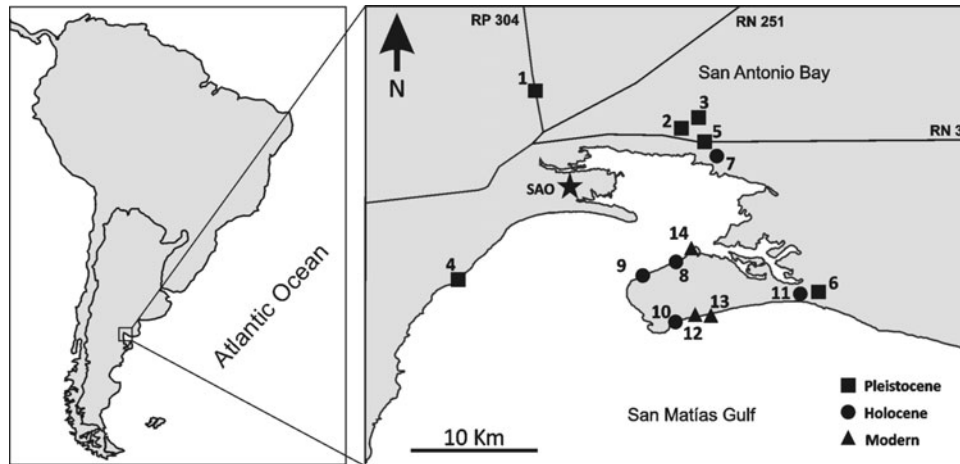 Atlantic Ocean
RP 304
RN 251
N
San Antonio Bay
1
3
2
5
RN 3
7
SAO
14
4
9
8
11
6
10
13
12
Pleistocene
Holocene
Modern
San Matías Gulf
10 Km